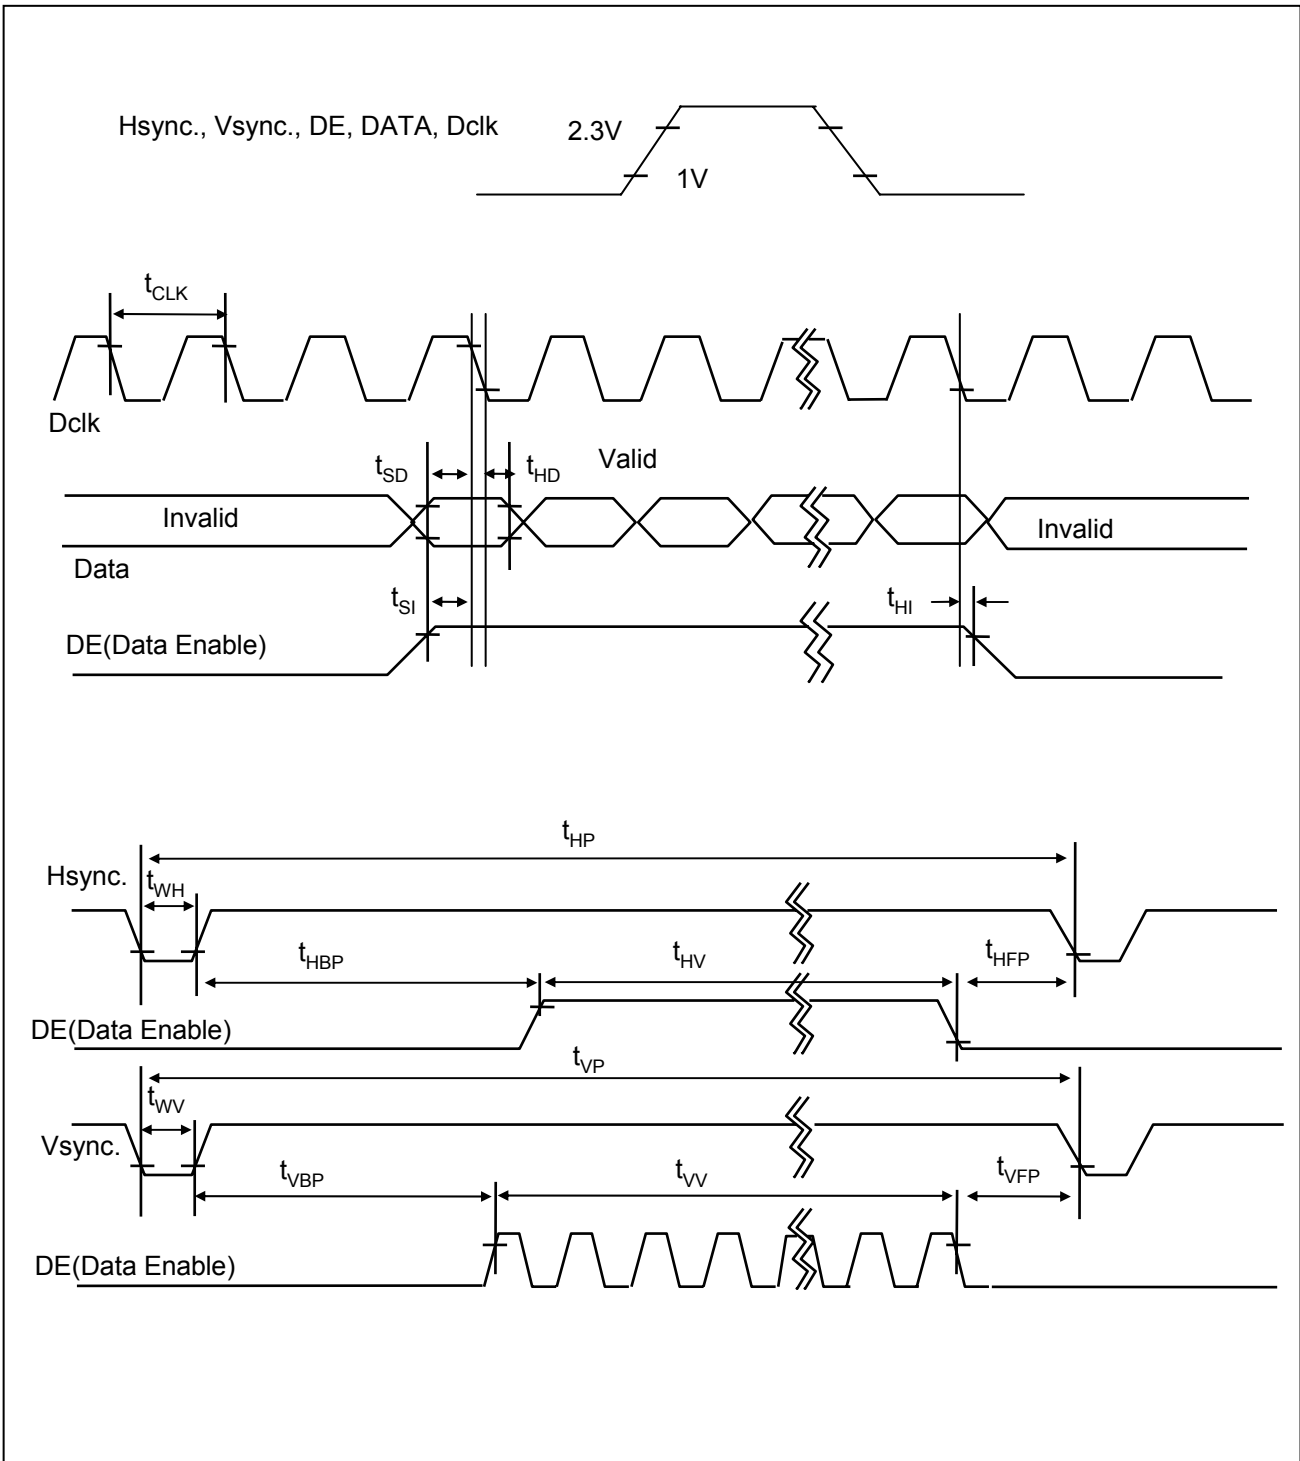 Hsync., Vsync., DE, DATA, Dclk
2.3V
1V
tCLK
Dclk
tSD
tHD
Valid
Invalid
Invalid
Data
tSI
tHI
DE(Data Enable)
tHP
Hsync.
tWH
tHBP
tHV
tHFP
DE(Data Enable)
tVP
tWV
Vsync.
tVBP
tVV
tVFP
DE(Data Enable)